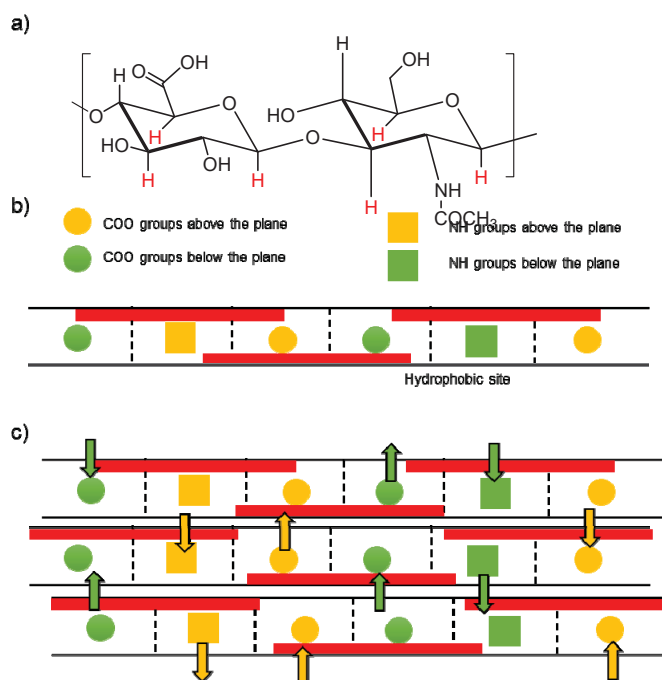 a)
H
O
OH
H
OH
O
O
HO
O
H
HO
OH
O
H
H
H
H
H
NH
COCH3
b)
COO groups above the plane
NH groups above the plane
COO groups below the plane
NH groups below the plane
Hydrophobic site
c)